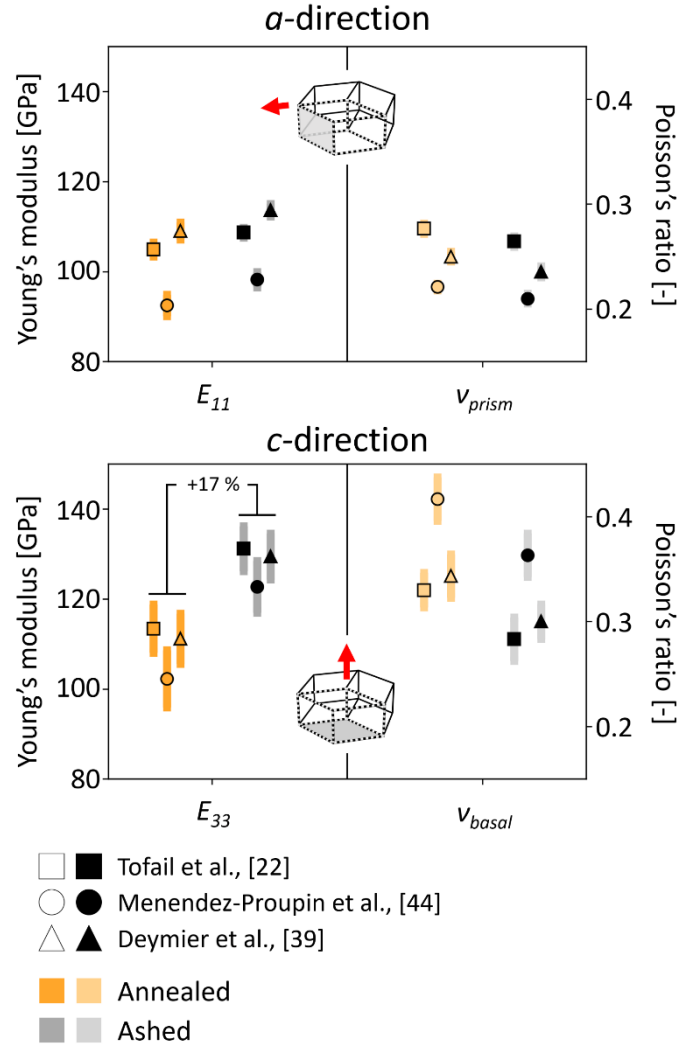 a-direction
Young's modulus [GPa]
140
120
100
80
0.4
0.3
0.2
Poisson's ratio [-]
E11
νprism
c-direction
Young's modulus [GPa]
140
120
100
80
+17 %
0.4
0.3
0.2
Poisson's ratio [-]
E33
νbasal
Tofail et al., [22]
Menendez-Proupin et al., [44]
Deymier et al., [39]
Annealed
Ashed